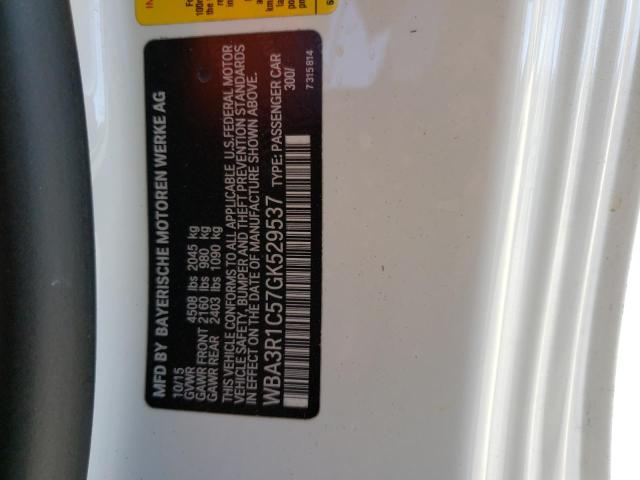 MFD BY BAYERISCHE MOTOREN WERKE AG
10/15
GVWR 4508 lbs 2045 kg
GAWR FRONT 2160 lbs 980 kg
GAWR REAR 2403 lbs 1090 kg
THIS VEHICLE CONFORMS TO ALL APPLICABLE U.S.FEDERAL MOTOR
VEHICLE SAFETY, BUMPER AND THEFT PREVENTION STANDARDS
IN EFFECT ON THE DATE OF MANUFACTURE SHOWN ABOVE.
WBA3R1C57GK529537 TYPE: PASSENGER CAR
300/
7 315 814